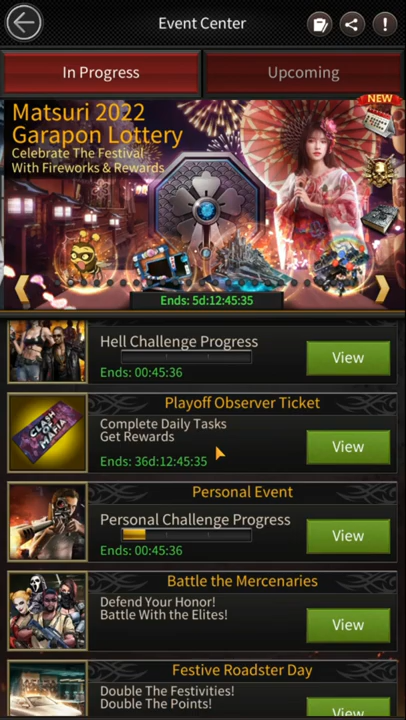 Event Center
In Progress
Upcoming
NEW
Matsuri 2022
Garapon Lottery
Celebrate The Festival
With Fireworks & Rewards
Ends: 5d:12:45:35
Hell Challenge Progress
View
Ends: 00:45:36
Playoff Observer Ticket
CLASH OF MAFIA
Complete Daily Tasks
Get Rewards
View
Ends: 36d:12:45:35
Personal Event
Personal Challenge Progress
View
Ends: 00:45:36
Battle the Mercenaries
Defend Your Honor!
Battle With the Elites!
View
Festive Roadster Day
Double The Festivities!
Double The Points!
View